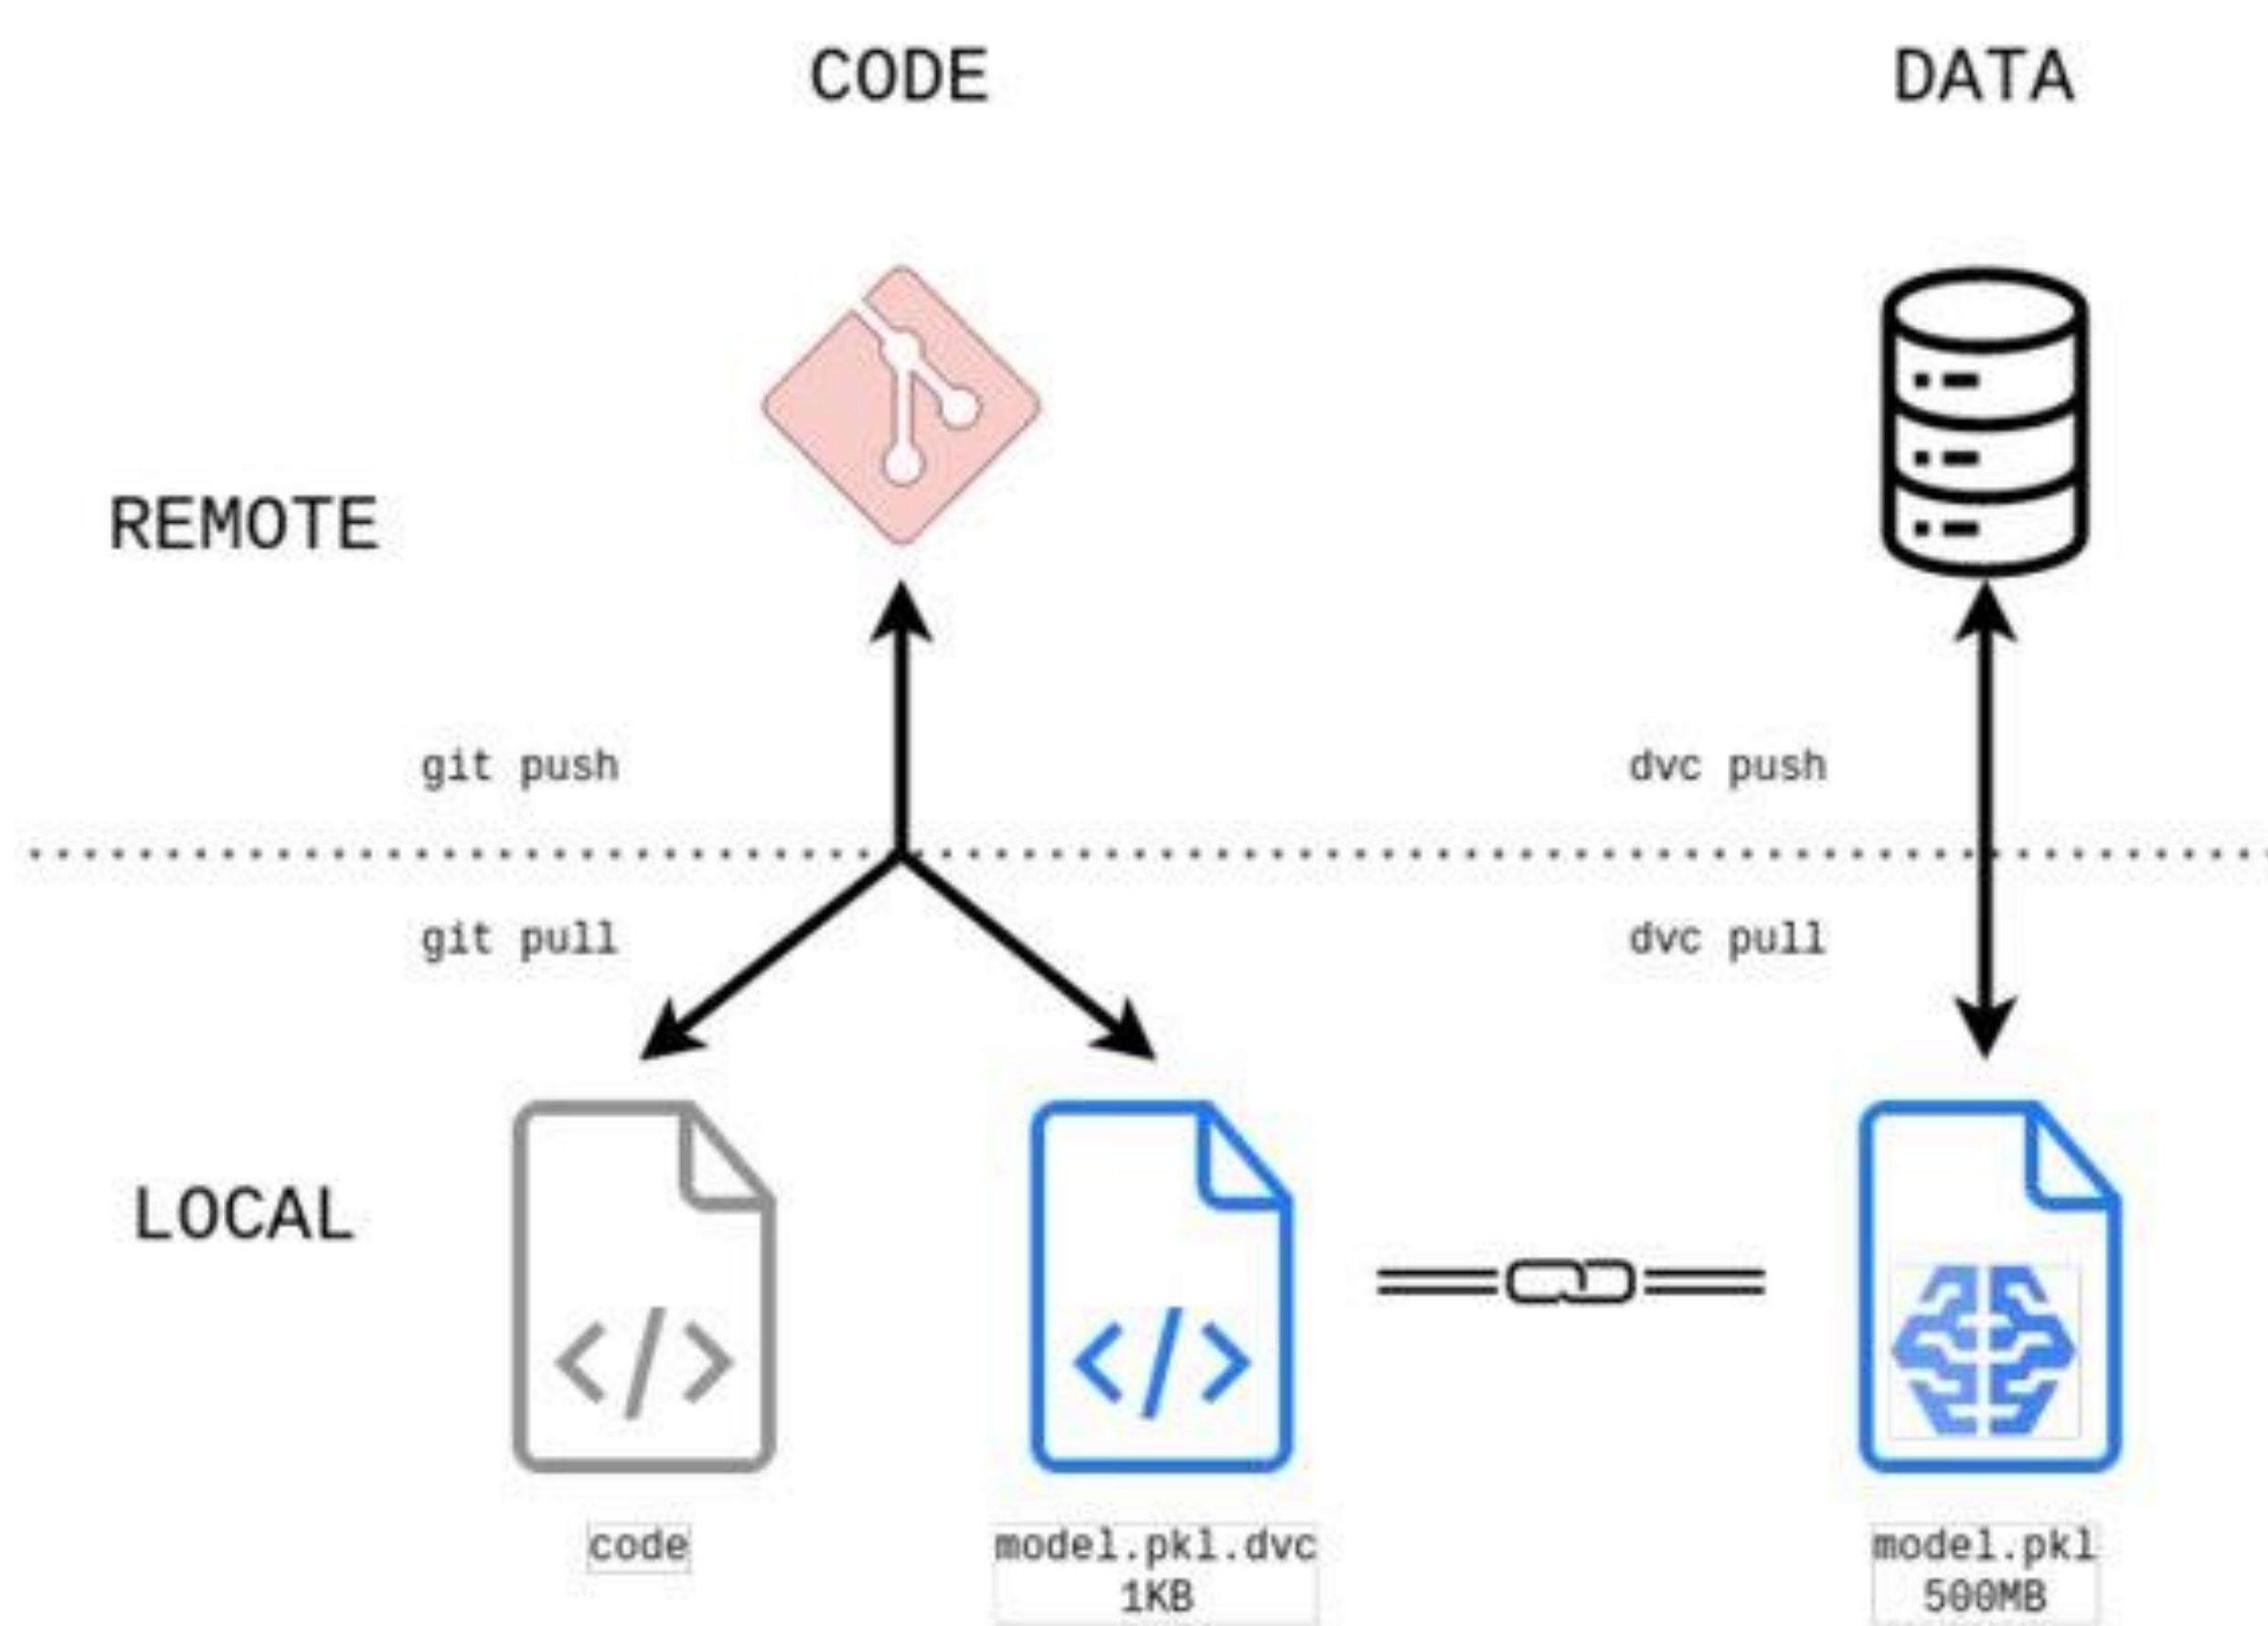 CODE
DATA
REMOTE
git push
dvc push
git pull
dvc pull
LOCAL
</>
</>
code
model.pkl.dvc
1KB
model.pkl
500MB